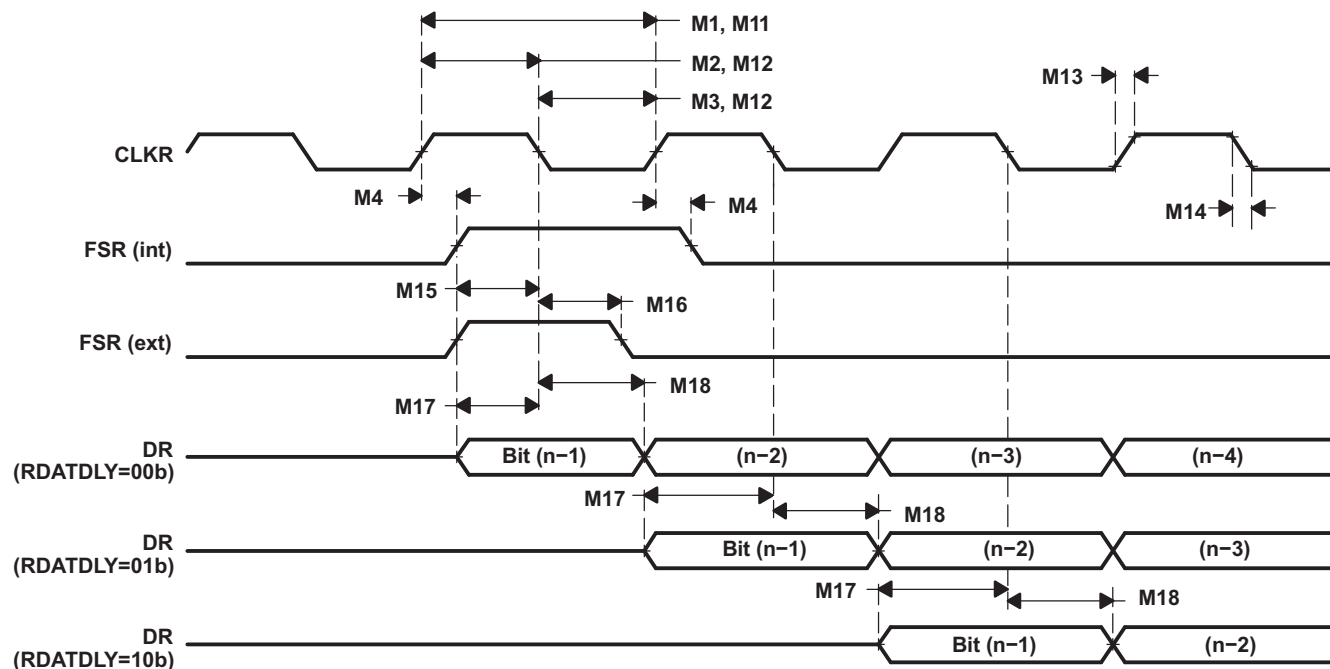 M1, M11
M2, M12
M13
M3, M12
CLKR
M4
M4
M14
FSR (int)
M15
M16
FSR (ext)
M18
M17
DR
(RDATDLY=00b)
Bit (n−1)
(n−2)
(n−3)
(n−4)
M17
M18
DR
(RDATDLY=01b)
Bit (n−1)
(n−2)
(n−3)
M17
M18
DR
(RDATDLY=10b)
Bit (n−1)
(n−2)